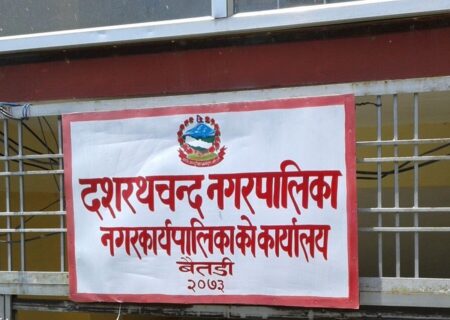 दशरथचन्द नगरपालिका
नगरकार्यपालिकाको कार्यालय
बैतडी
२०७३